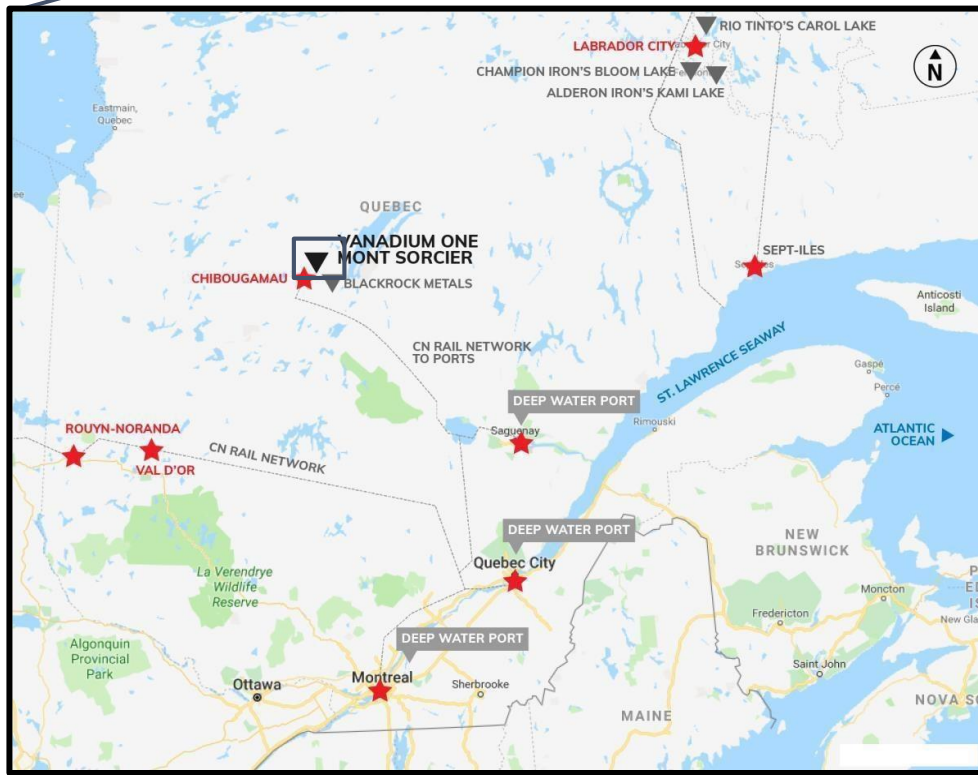 RIO TINTO'S CAROL LAKE
LABRADOR CITY
CHAMPION IRON'S BLOOM LAKE
ALDERON IRON'S KAMI LAKE
N
Eastmain,
Quebec
QUEBEC
VANADIUM ONE
MONT SORCIER
CHIBOUGAMAU
BLACKROCK METALS
SEPT-ILES
Anticosti
Island
CN RAIL NETWORK
TO PORTS
ST. LAWRENCE SEAWAY
Gaspé
Percé
DEEP WATER PORT
Saguenay
Rimouski
ATLANTIC
OCEAN
ROUYN-NORANDA
VAL D'OR
CN RAIL NETWORK
DEEP WATER PORT
Quebec City
NEW
BRUNSWICK
La Verendrye
Wildlife
Reserve
Moncton
Fredericton
New Gla
Algonquin
Provincial
Park
DEEP WATER PORT
Montreal
Ottawa
Sherbrooke
Saint John
MAINE
NOVA SC